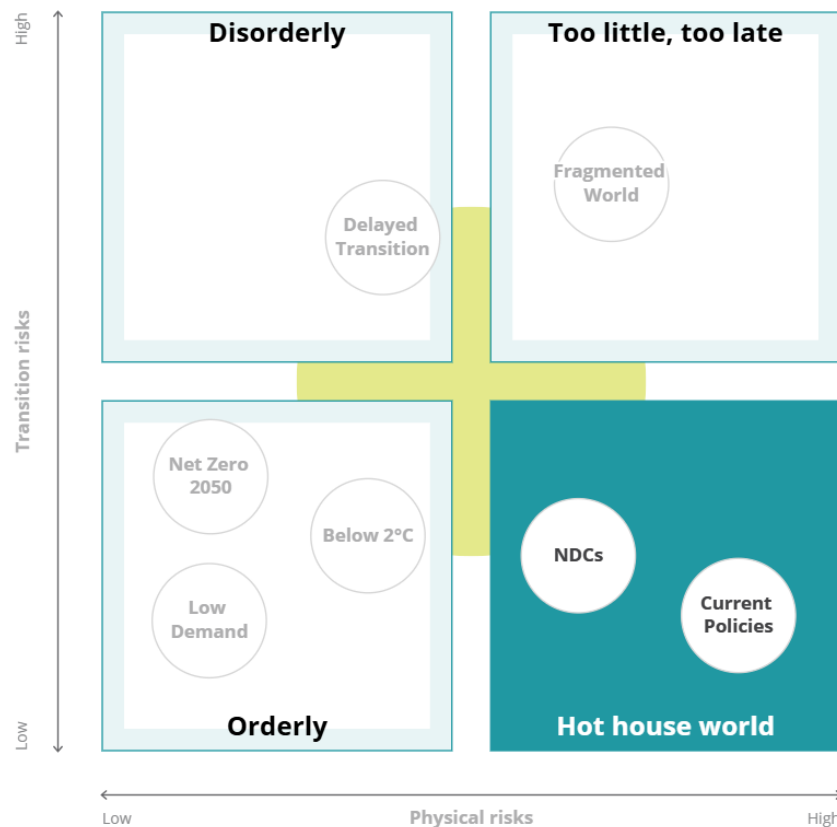 High
Disorderly
Too little, too late
Fragmented
World
Delayed
Transition
Transition risks
Net Zero
2050
Below 2°C
Low
Demand
NDCs
Current
Policies
Orderly
Hot house world
Low
Low
Physical risks
High